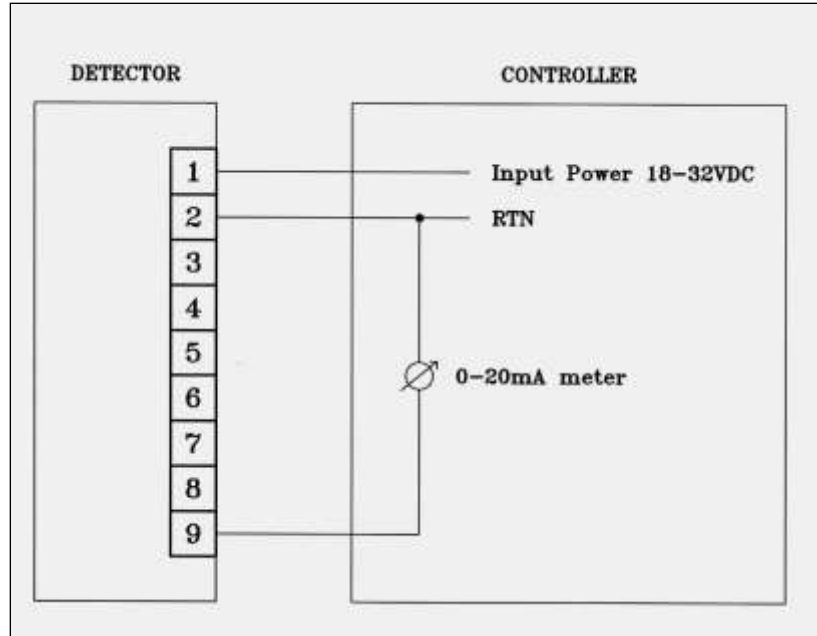 DETECTOR
CONTROLLER
1
Input Power 18-32VDC
2
RTN
3
4
5
0-20mA meter
6
7
8
9